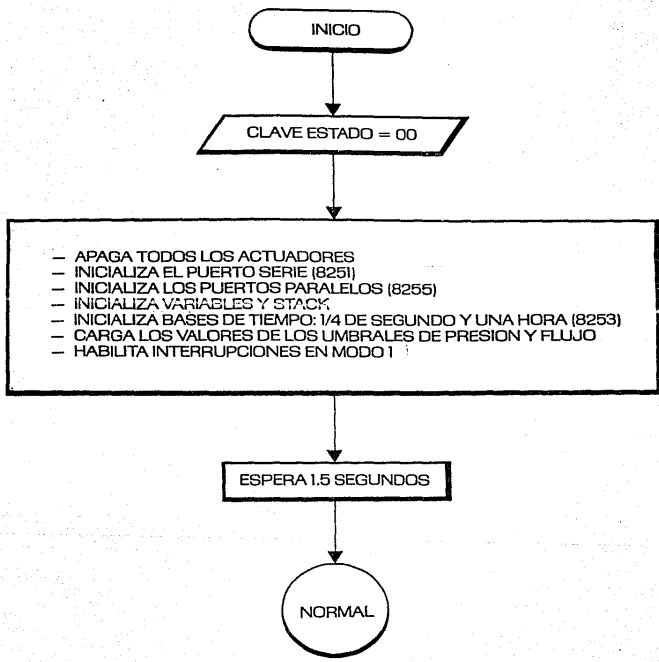 INICIO
CLAVE ESTADO = 00
— APAGA TODOS LOS ACTUADORES
— INICIALIZA EL PUERTO SERIE (8251)
— INICIALIZA LOS PUERTOS PARALELOS (8255)
— INICIALIZA VARIABLES Y STACK
— INICIALIZA BASES DE TIEMPO: 1/4 DE SEGUNDO Y UNA HORA (8253)
— CARGA LOS VALORES DE LOS UMBRALES DE PRESION Y FLUJO
— HABILITA INTERRUPCIONES EN MODO 1
ESPERA 1.5 SEGUNDOS
NORMAL